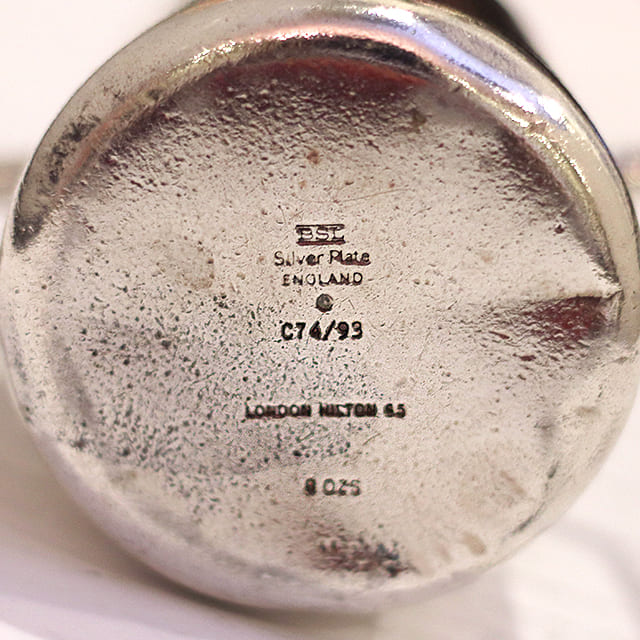 BSL
Silver Plate
ENGLAND
C74/93
LONDON HILTON 65
8 OZS